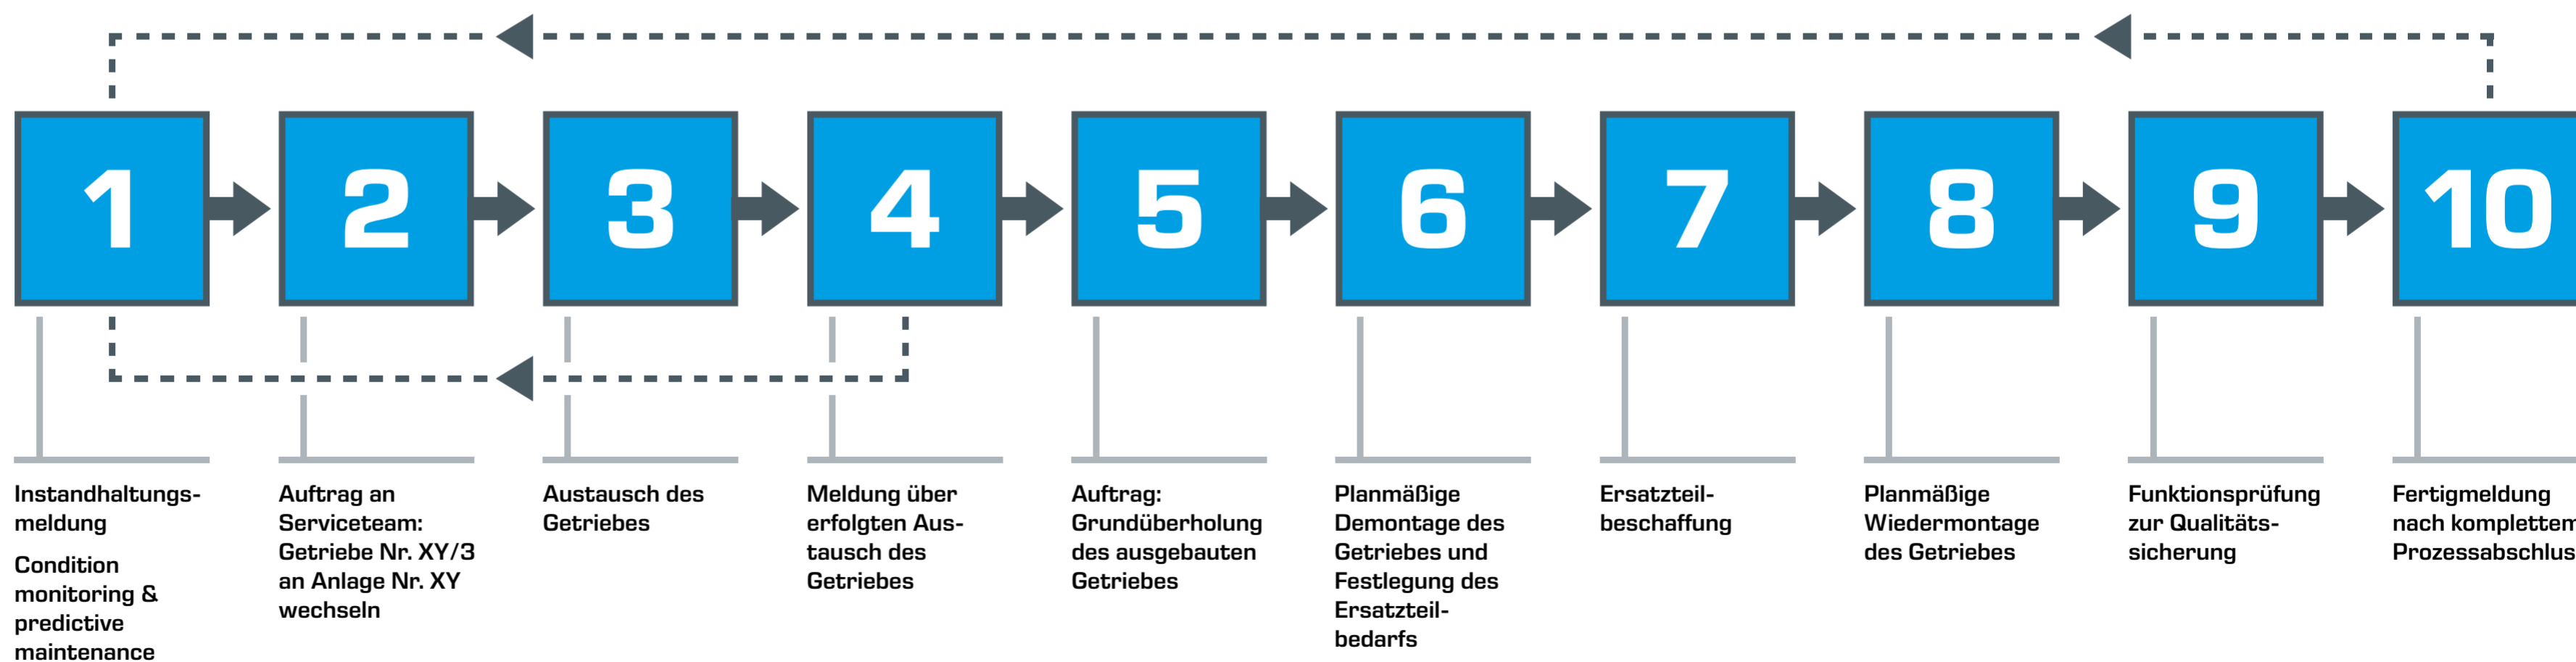 1
2
3
4
5
6
7
8
9
10
Instandhaltungs-
meldung
Condition
monitoring &
predictive
maintenance
Auftrag an
Serviceteam:
Getriebe Nr. XY/3
an Anlage Nr. XY
wechseln
Austausch des
Getriebes
Meldung über
erfolgten Aus-
tausch des
Getriebes
Auftrag:
Grundüberholung
des ausgebauten
Getriebes
Planmäßige
Demontage des
Getriebes und
Festlegung des
Ersatzteil-
bedarfs
Ersatzteil-
beschaffung
Planmäßige
Wiedermontage
des Getriebes
Funktionsprüfung
zur Qualitäts-
sicherung
Fertigmeldung
nach komplettem
Prozessabschlus